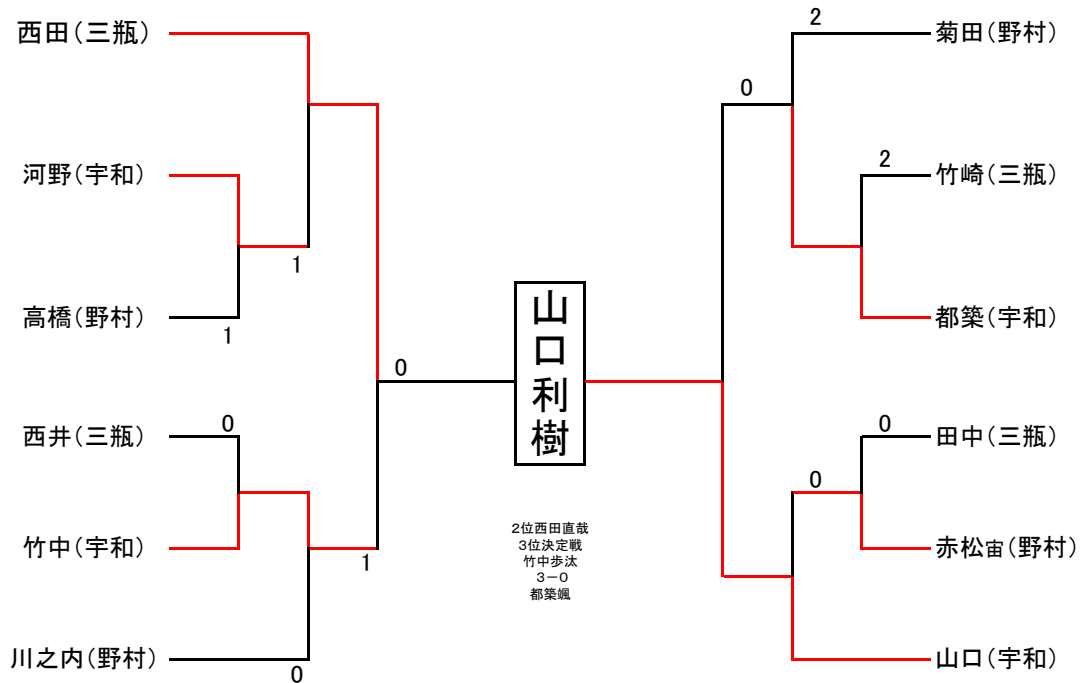 西田(三瓶)
1
河野(宇和)
高橋(野村)
1
0
西井(三瓶)
0
竹中(宇和)
1
川之内(野村)
0
山口利樹
2位西田直哉
3位決定戦
竹中歩汰
3-0
都築颯
2
菊田(野村)
0
2
竹崎(三瓶)
都築(宇和)
0
田中(三瓶)
0
赤松宙(野村)
山口(宇和)